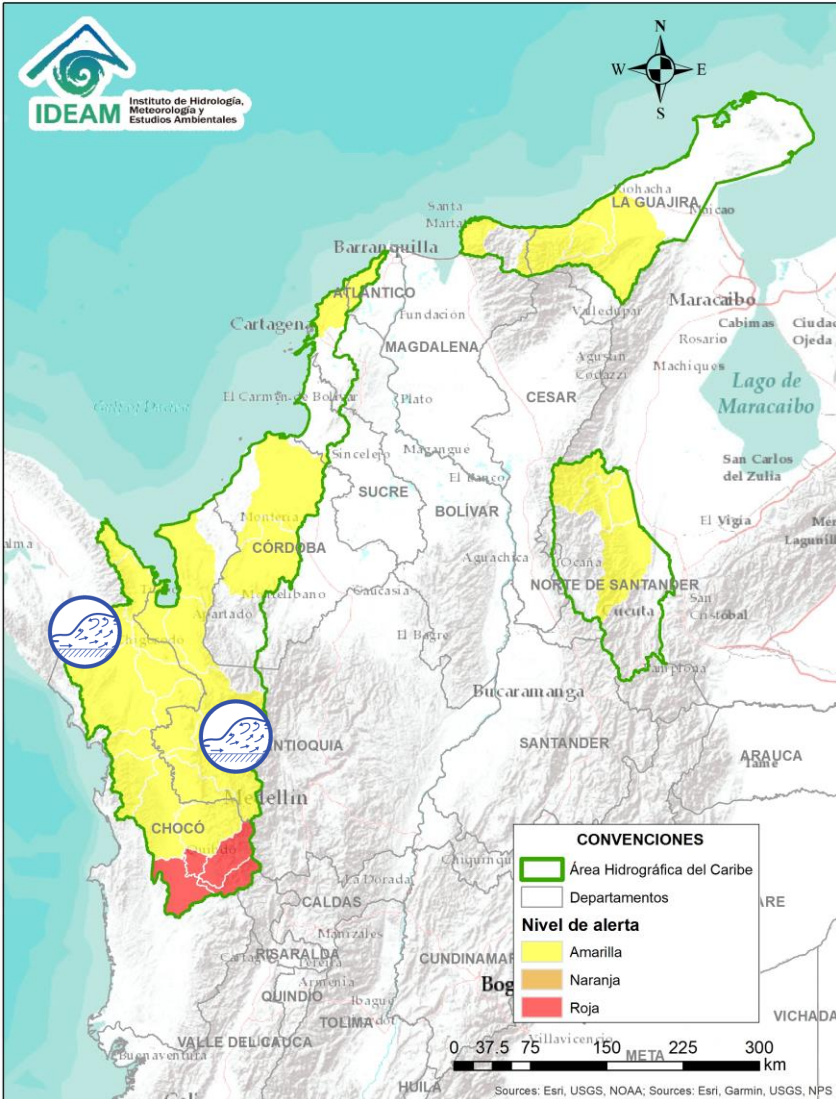 IDEAM
Instituto de Hidrología,
Meteorología y
Estudios Ambientales
N
W
E
S
Riohacha
LA GUAJIRA
Maicao
Santa
Marta
Barranquilla
ATLÁNTICO
Cartagena
Fundación
Valledupar
Maracaibo
Cabimas
Ciudad
Ojeda
Rosario
Machiques
MAGDALENA
Agustín
Codazzi
CESAR
Lago de
Maracaibo
El Carmen de Bolívar
Plato
Sincelejo
Magangué
El Banco
SUCRE
BOLÍVAR
San Carlos
del Zulia
El Vigía
Montería
CÓRDOBA
Aguachica
Ocaña
NORTE DE SANTANDER
Montelíbano
Caucasia
Apartadó
San
Cristóbal
Cúcuta
El Bagre
Pamplona
Bucaramanga
SANTANDER
ANTIOQUIA
ARAUCA
Tame
Medellín
CHOCÓ
Quibdó
La Dorada
CALDAS
Manizales
RISARALDA
Pereira
Armenia
QUINDÍO
Ibagué
TOLIMA
VALLE DEL CAUCA
Buenaventura
Villavicencio
META
VICHADA
HUILA
CONVENCIONES
Área Hidrográfica del Caribe
Departamentos
Nivel de alerta
Amarilla
Naranja
Roja
0 37.5 75 150 225 300
km
Sources: Esri, USGS, NOAA; Sources: Esri, Garmin, USGS, NPS